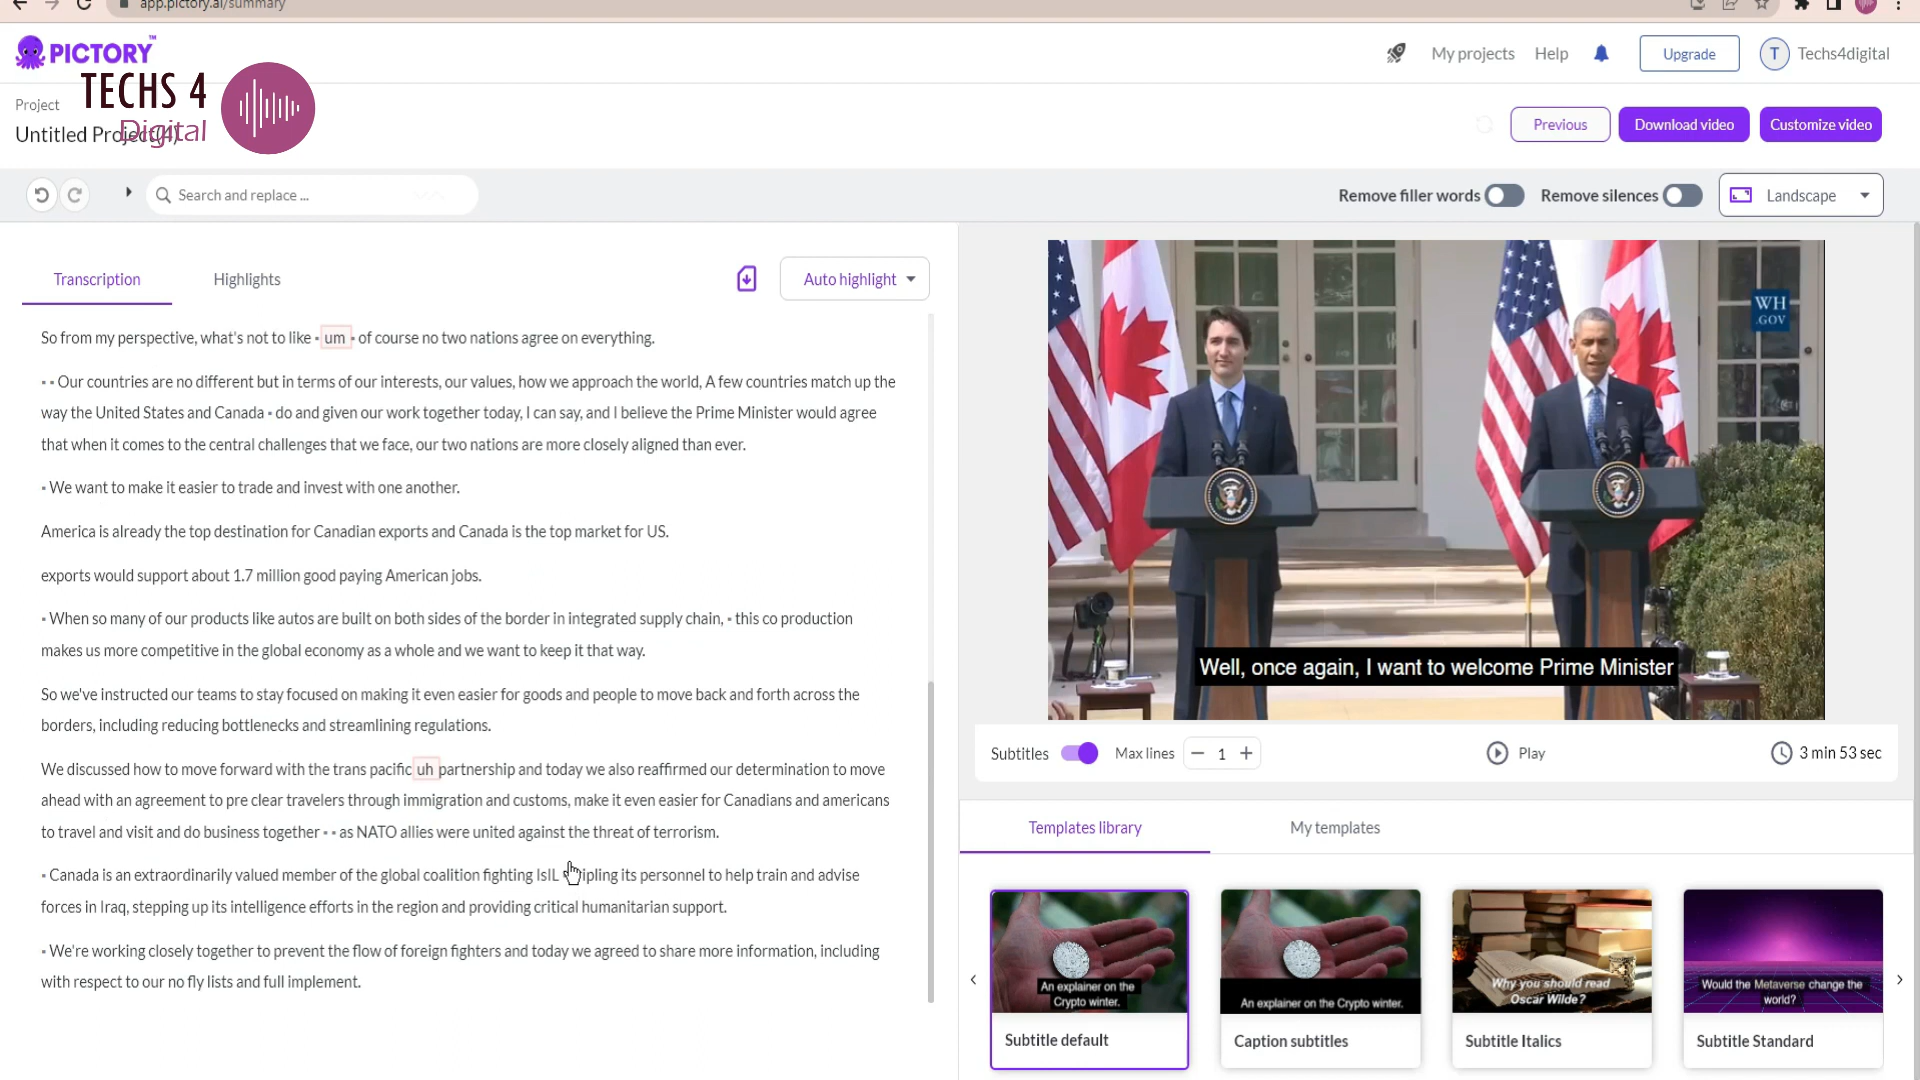 app.pictory.ai/summary
PICTORY™
My projects
Help
Upgrade
T
Techs4digital
TECHS 4
Digital
Project
Untitled Project(4)
Previous
Download video
Customize video
Search and replace ...
Remove filler words
Remove silences
Landscape
Transcription
Highlights
Auto highlight
So from my perspective, what's not to like • um • of course no two nations agree on everything.
• • Our countries are no different but in terms of our interests, our values, how we approach the world, A few countries match up the
way the United States and Canada • do and given our work together today, I can say, and I believe the Prime Minister would agree
that when it comes to the central challenges that we face, our two nations are more closely aligned than ever.
• We want to make it easier to trade and invest with one another.
America is already the top destination for Canadian exports and Canada is the top market for US.
exports would support about 1.7 million good paying American jobs.
• When so many of our products like autos are built on both sides of the border in integrated supply chain, • this co production
makes us more competitive in the global economy as a whole and we want to keep it that way.
So we've instructed our teams to stay focused on making it even easier for goods and people to move back and forth across the
borders, including reducing bottlenecks and streamlining regulations.
We discussed how to move forward with the trans pacific uh partnership and today we also reaffirmed our determination to move
ahead with an agreement to pre clear travelers through immigration and customs, make it even easier for Canadians and americans
to travel and visit and do business together • • as NATO allies were united against the threat of terrorism.
• Canada is an extraordinarily valued member of the global coalition fighting IsIL tripling its personnel to help train and advise
forces in Iraq, stepping up its intelligence efforts in the region and providing critical humanitarian support.
• We're working closely together to prevent the flow of foreign fighters and today we agreed to share more information, including
with respect to our no fly lists and full implement.
WH
.GOV
Well, once again, I want to welcome Prime Minister
Subtitles
Max lines
1
Play
3 min 53 sec
Templates library
My templates
An explainer on the
Crypto winter.
Subtitle default
An explainer on the Crypto winter.
Caption subtitles
Why you should read
Oscar Wilde?
Subtitle Italics
Would the Metaverse change the
world?
Subtitle Standard